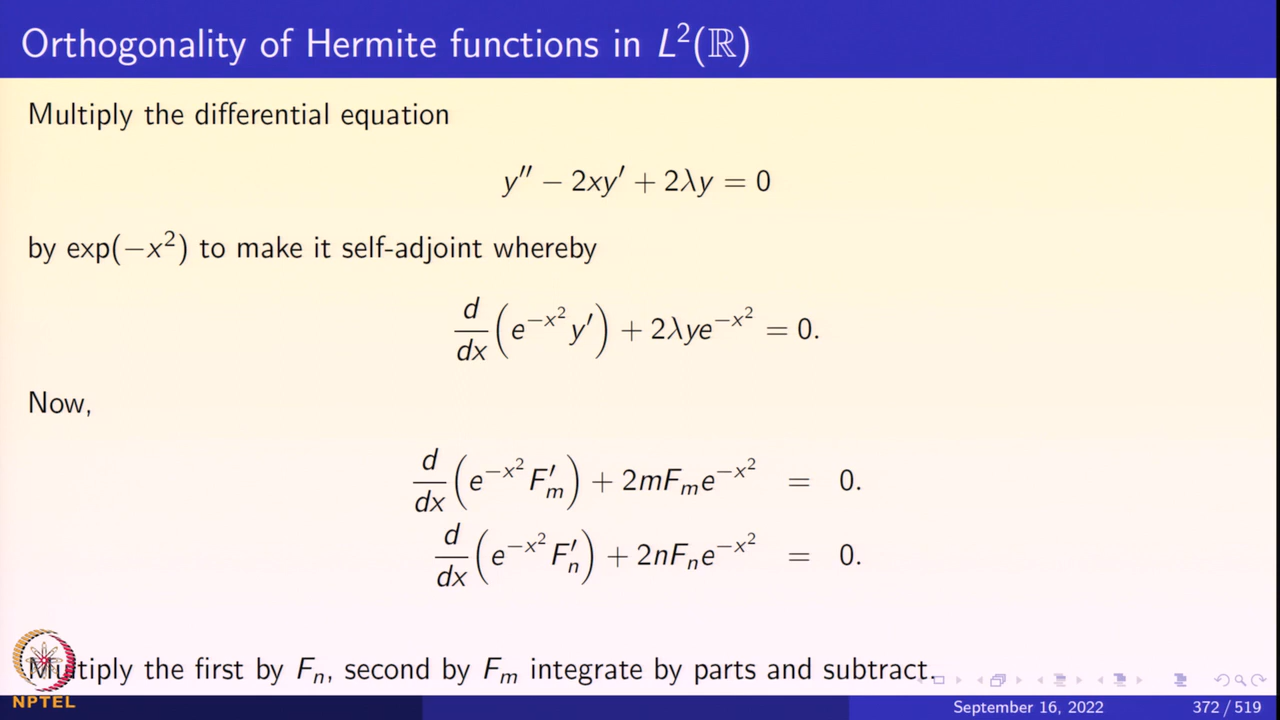 Orthogonality of Hermite functions in L²(ℝ)
Multiply the differential equation
y′′ − 2xy′ + 2λy = 0
by exp(−x²) to make it self-adjoint whereby
d/dx (e^{−x²} y′) + 2λye^{−x²} = 0.
Now,
d/dx (e^{−x²} F′_m) + 2mF_m e^{−x²} = 0.
d/dx (e^{−x²} F′_n) + 2nF_n e^{−x²} = 0.
Multiply the first by F_n, second by F_m integrate by parts and subtract.
NPTEL
September 16, 2022 372 / 519